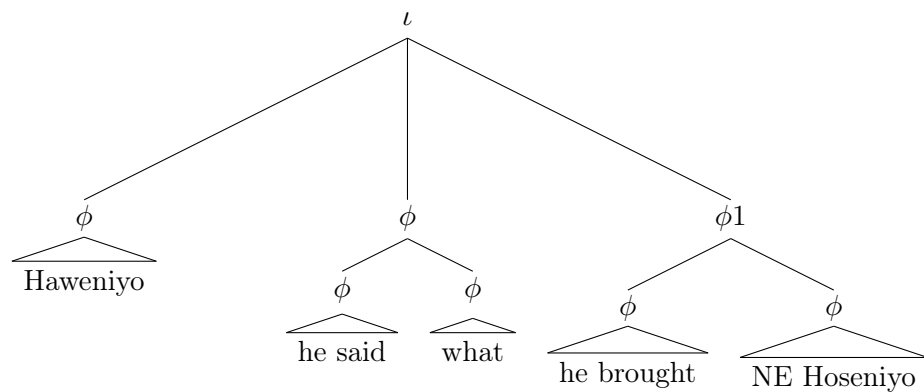 ι
ϕ ϕ ϕ1
Haweniyo
ϕ ϕ ϕ ϕ
he said what he brought NE Hoseniyo